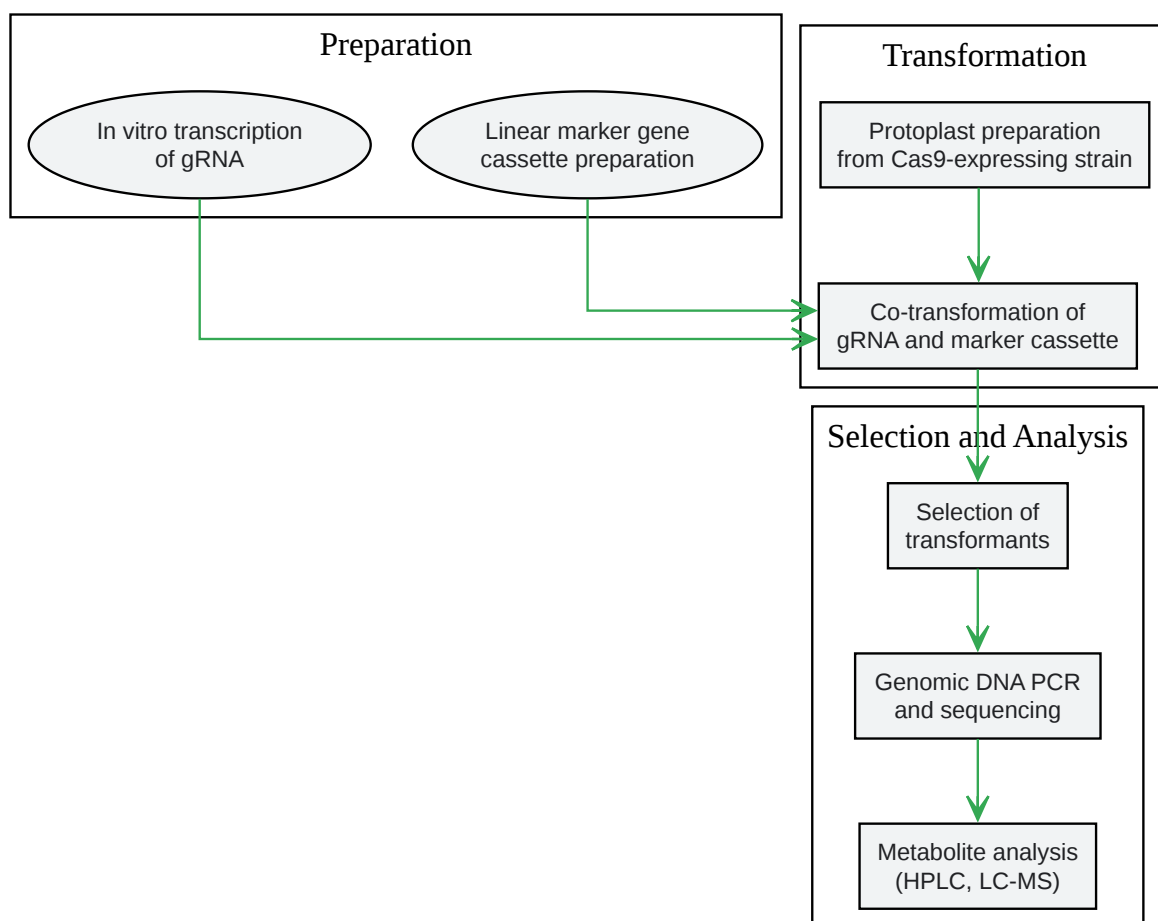 Preparation
In vitro transcription
of gRNA
Linear marker gene
cassette preparation
Transformation
Protoplast preparation
from Cas9-expressing strain
Co-transformation of
gRNA and marker cassette
Selection and Analysis
Selection of
transformants
Genomic DNA PCR
and sequencing
Metabolite analysis
(HPLC, LC-MS)